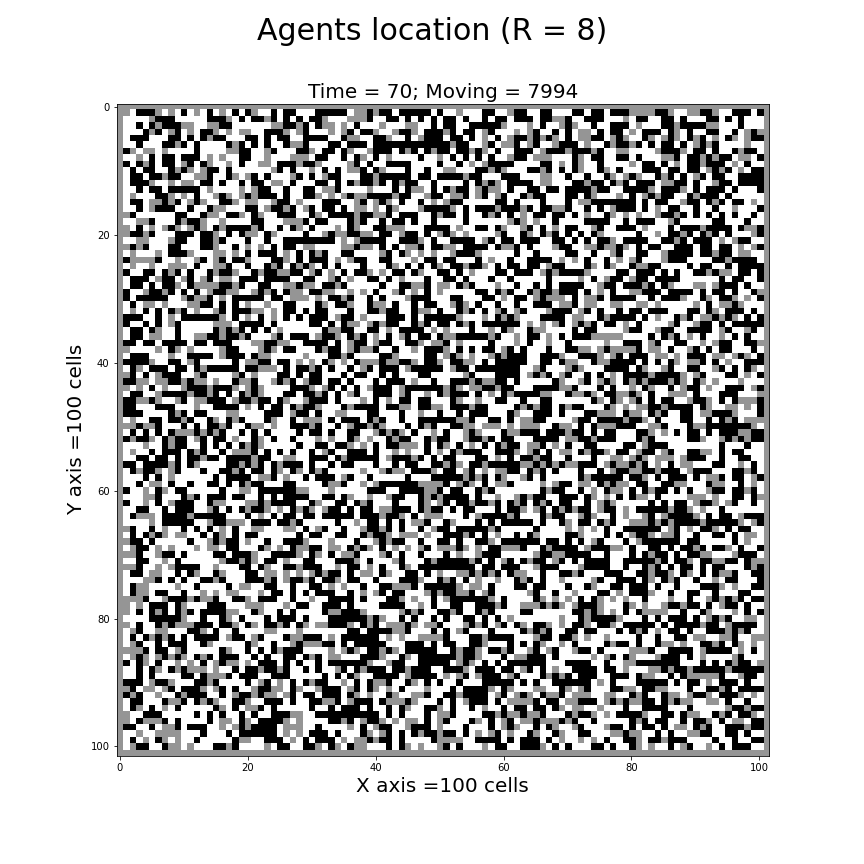 Agents location (R = 8)
Time = 70; Moving = 7994
0
20
40
60
80
100
Y axis =100 cells
0 20 40 60 80 100
X axis =100 cells